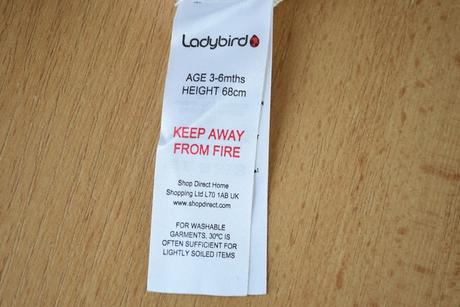 Ladybird
AGE 3-6mths
HEIGHT 68cm
KEEP AWAY
FROM FIRE
Shop Direct Home
Shopping Ltd L70 1AB UK
www.shopdirect.com
FOR WASHABLE
GARMENTS, 30ºC IS
OFTEN SUFFICIENT FOR
LIGHTLY SOILED ITEMS